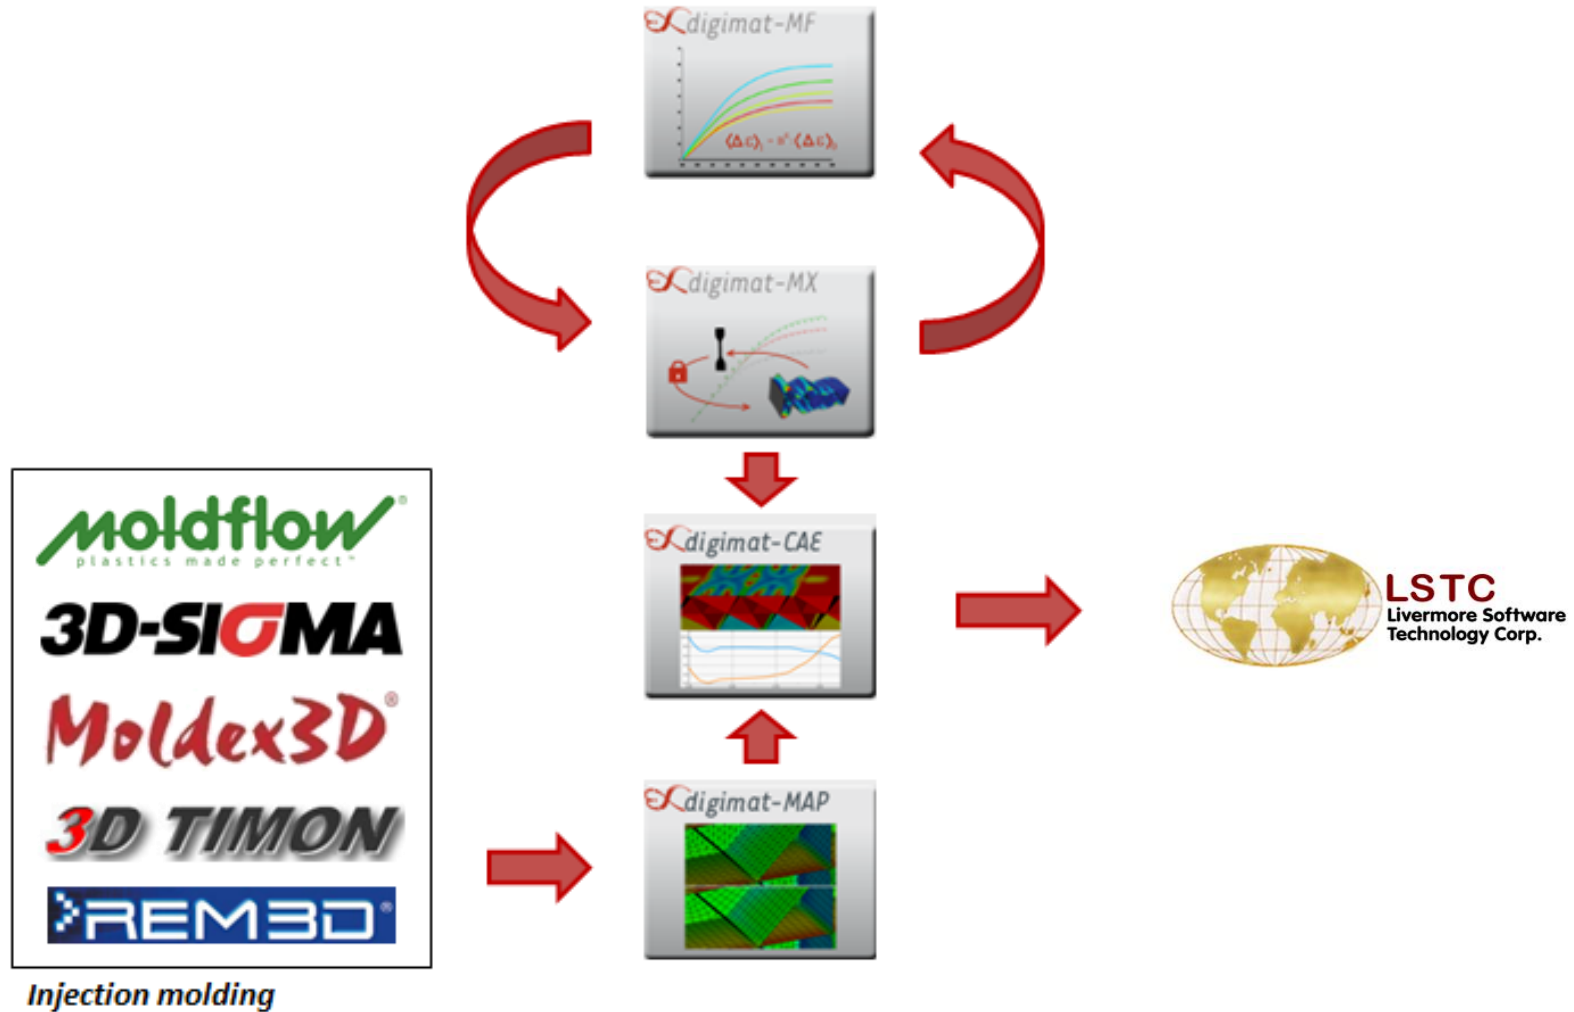 digimat-MF
digimat-MX
moldflow®
plastics made perfect™
3D-SIGMA
Moldex3D®
3D TIMON
REM3D®
Injection molding
digimat-CAE
digimat-MAP
LSTC
Livermore Software
Technology Corp.